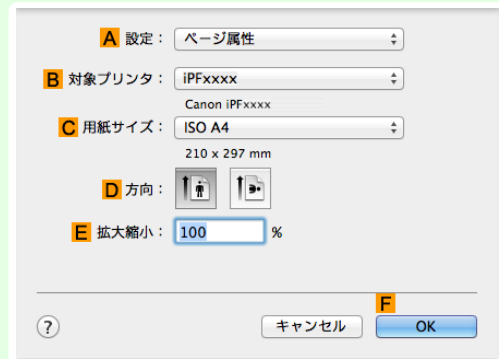 A 設定： ページ属性
B 対象プリンタ： iPFxxxx
Canon iPFxxxx
C 用紙サイズ： ISO A4
210 x 297 mm
D 方向：
E 拡大縮小： 100 %
F
? キャンセル OK